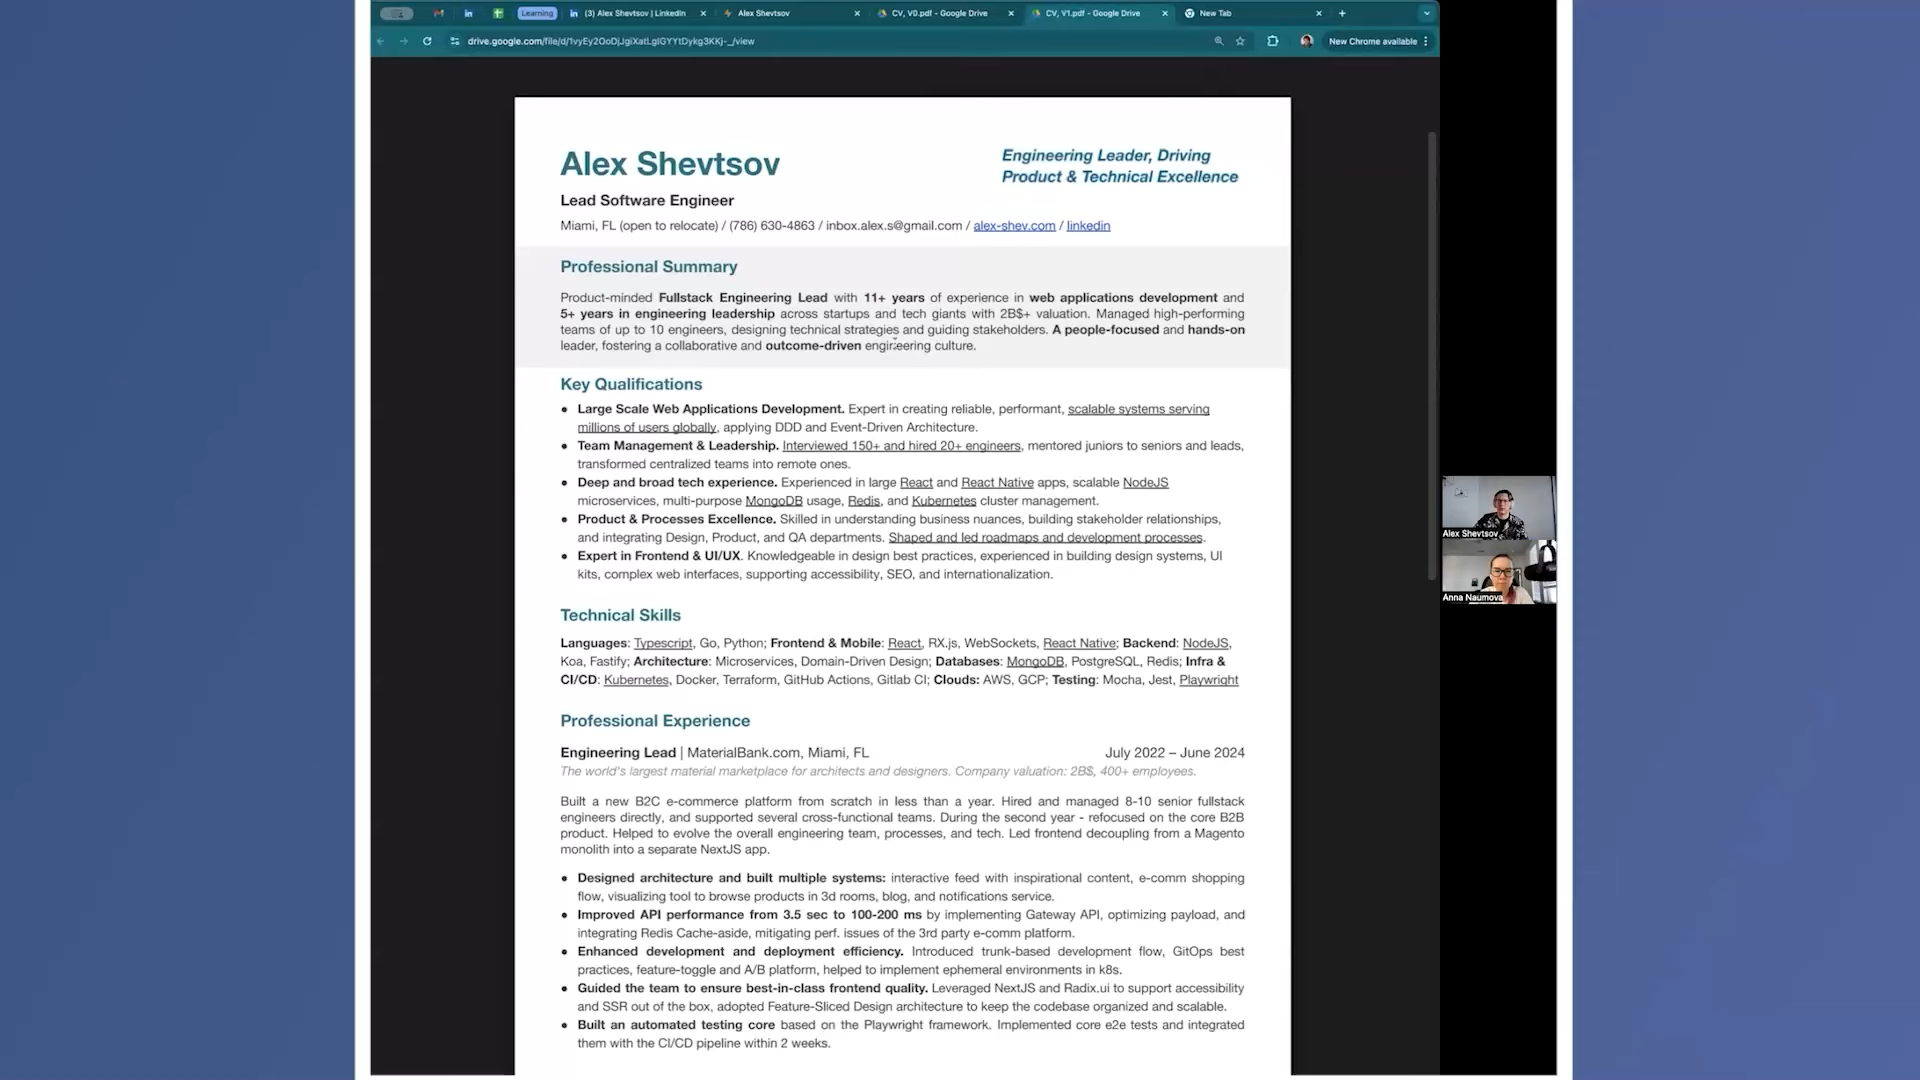 Learning
(3) Alex Shevtsov | LinkedIn
Alex Shevtsov
CV, V0.pdf - Google Drive
CV, V1.pdf - Google Drive
New Tab
New Chrome available
Alex Shevtsov
Engineering Leader, Driving
Product & Technical Excellence
Lead Software Engineer
Miami, FL (open to relocate) / (786) 630-4863 / inbox.alex.s@gmail.com / alex-shev.com / linkedin
Professional Summary
Product-minded Fullstack Engineering Lead with 11+ years of experience in web applications development and
5+ years in engineering leadership across startups and tech giants with 2B$+ valuation. Managed high-performing
teams of up to 10 engineers, designing technical strategies and guiding stakeholders. A people-focused and hands-on
leader, fostering a collaborative and outcome-driven engineering culture.
Key Qualifications
• Large Scale Web Applications Development. Expert in creating reliable, performant, scalable systems serving
millions of users globally, applying DDD and Event-Driven Architecture.
• Team Management & Leadership. Interviewed 150+ and hired 20+ engineers, mentored juniors to seniors and leads,
transformed centralized teams into remote ones.
• Deep and broad tech experience. Experienced in large React and React Native apps, scalable NodeJS
microservices, multi-purpose MongoDB usage, Redis, and Kubernetes cluster management.
• Product & Processes Excellence. Skilled in understanding business nuances, building stakeholder relationships,
and integrating Design, Product, and QA departments. Shaped and led roadmaps and development processes.
• Expert in Frontend & UI/UX. Knowledgeable in design best practices, experienced in building design systems, UI
kits, complex web interfaces, supporting accessibility, SEO, and internationalization.
Technical Skills
Languages: Typescript, Go, Python; Frontend & Mobile: React, RX.js, WebSockets, React Native; Backend: NodeJS,
Koa, Fastify; Architecture: Microservices, Domain-Driven Design; Databases: MongoDB, PostgreSQL, Redis; Infra &
CI/CD: Kubernetes, Docker, Terraform, GitHub Actions, Gitlab CI; Clouds: AWS, GCP; Testing: Mocha, Jest, Playwright
Professional Experience
Engineering Lead | MaterialBank.com, Miami, FL July 2022 – June 2024
The world's largest material marketplace for architects and designers. Company valuation: 2B$, 400+ employees.
Built a new B2C e-commerce platform from scratch in less than a year. Hired and managed 8-10 senior fullstack
engineers directly, and supported several cross-functional teams. During the second year - refocused on the core B2B
product. Helped to evolve the overall engineering team, processes, and tech. Led frontend decoupling from a Magento
monolith into a separate NextJS app.
• Designed architecture and built multiple systems: interactive feed with inspirational content, e-comm shopping
flow, visualizing tool to browse products in 3d rooms, blog, and notifications service.
• Improved API performance from 3.5 sec to 100-200 ms by implementing Gateway API, optimizing payload, and
integrating Redis Cache-aside, mitigating perf. issues of the 3rd party e-comm platform.
• Enhanced development and deployment efficiency. Introduced trunk-based development flow, GitOps best
practices, feature-toggle and A/B platform, helped to implement ephemeral environments in k8s.
• Guided the team to ensure best-in-class frontend quality. Leveraged NextJS and Radix.ui to support accessibility
and SSR out of the box, adopted Feature-Sliced Design architecture to keep the codebase organized and scalable.
• Built an automated testing core based on the Playwright framework. Implemented core e2e tests and integrated
them with the CI/CD pipeline within 2 weeks.
Alex Shevtsov
Anna Naumova